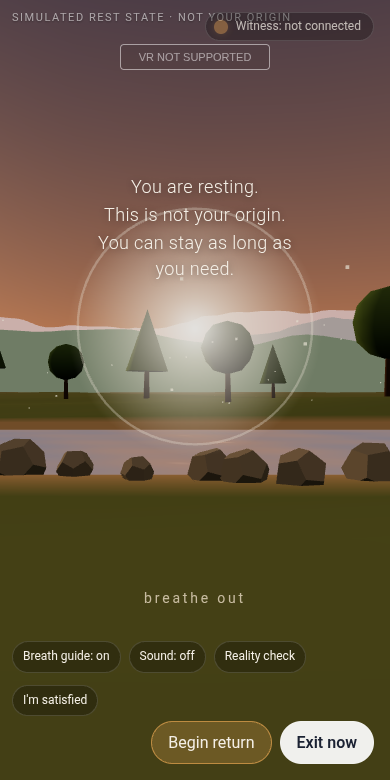 SIMULATED REST STATE · NOT YOUR ORIGIN
Witness: not connected
VR NOT SUPPORTED
You are resting.
This is not your origin.
You can stay as long as
you need.
breathe out
Breath guide: on
Sound: off
Reality check
I'm satisfied
Begin return
Exit now